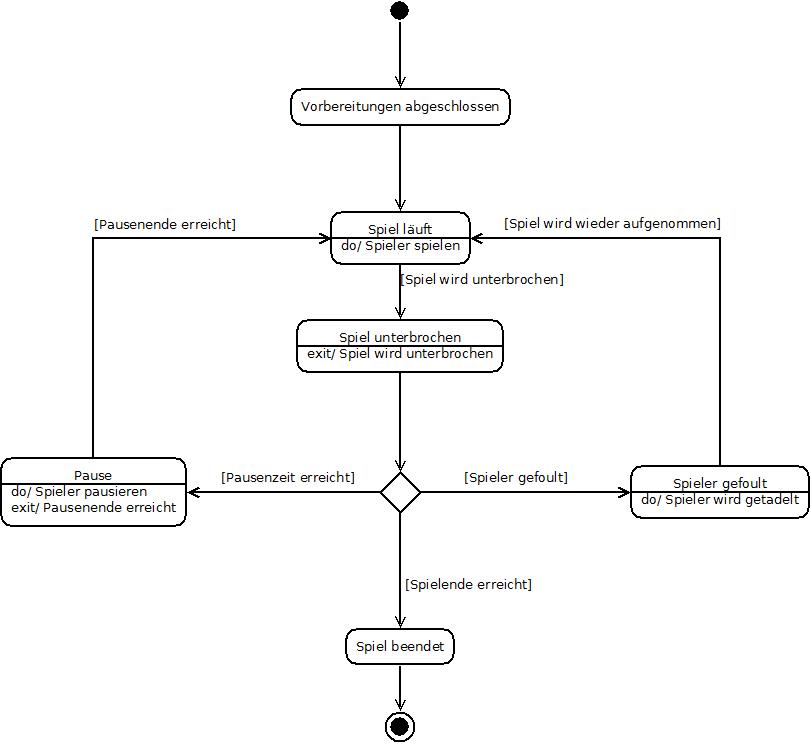 Vorbereitungen abgeschlossen
[Pausenende erreicht]
[Spiel wird wieder aufgenommen]
Spiel läuft
do/ Spieler spielen
[Spiel wird unterbrochen]
Spiel unterbrochen
exit/ Spiel wird unterbrochen
Pause
do/ Spieler pausieren
exit/ Pausenende erreicht
[Pausenzeit erreicht]
[Spieler gefoult]
Spieler gefoult
do/ Spieler wird getadelt
[Spielende erreicht]
Spiel beendet